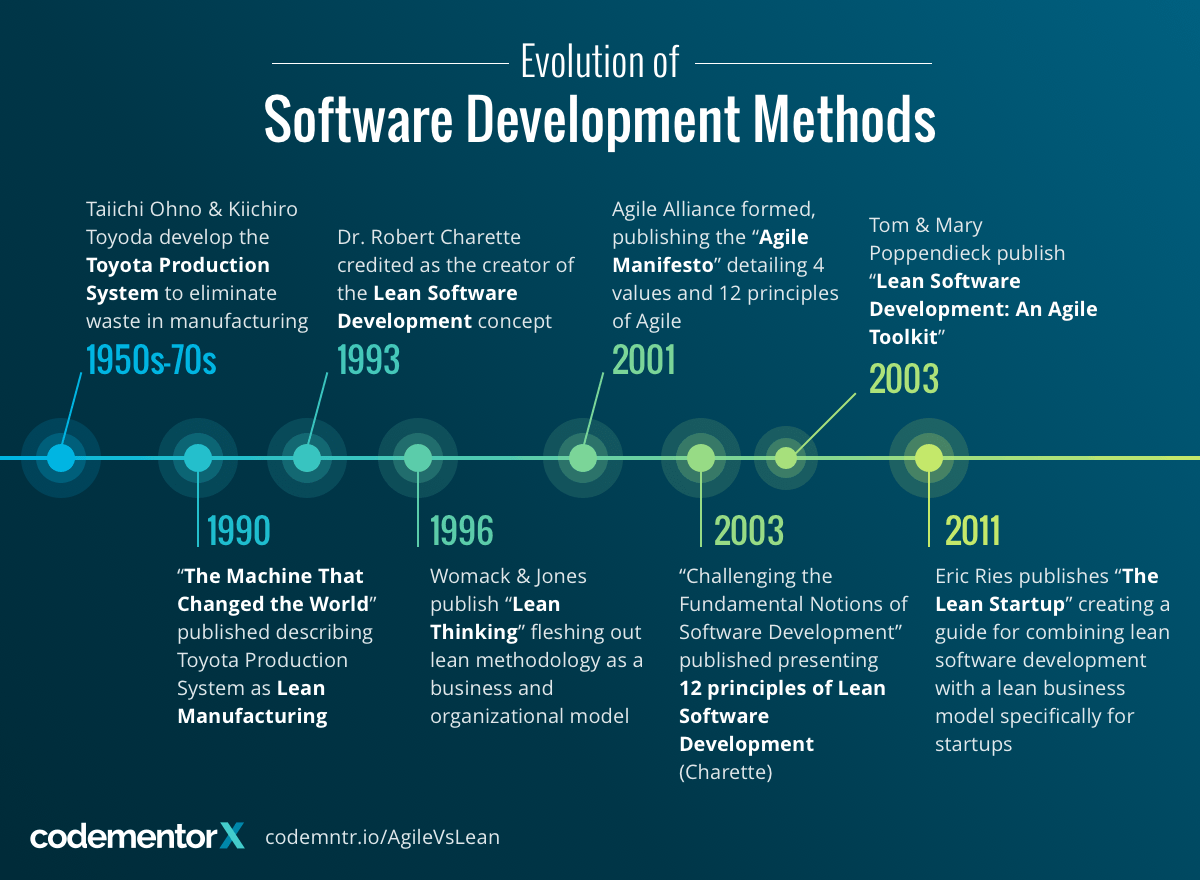 Evolution of
Software Development Methods
Taiichi Ohno & Kiichiro
Toyoda develop the
Toyota Production
System to eliminate
waste in manufacturing
1950s-70s
Dr. Robert Charette
credited as the creator of
the Lean Software
Development concept
1993
Agile Alliance formed,
publishing the “Agile
Manifesto” detailing 4
values and 12 principles
of Agile
2001
Tom & Mary
Poppendieck publish
“Lean Software
Development: An Agile
Toolkit”
2003
1990
“The Machine That
Changed the World”
published describing
Toyota Production
System as Lean
Manufacturing
1996
Womack & Jones
publish “Lean
Thinking” fleshing out
lean methodology as a
business and
organizational model
2003
“Challenging the
Fundamental Notions of
Software Development”
published presenting
12 principles of Lean
Software
Development
(Charette)
2011
Eric Ries publishes “The
Lean Startup” creating a
guide for combining lean
software development
with a lean business
model specifically for
startups
codementorX codemntr.io/AgileVsLean